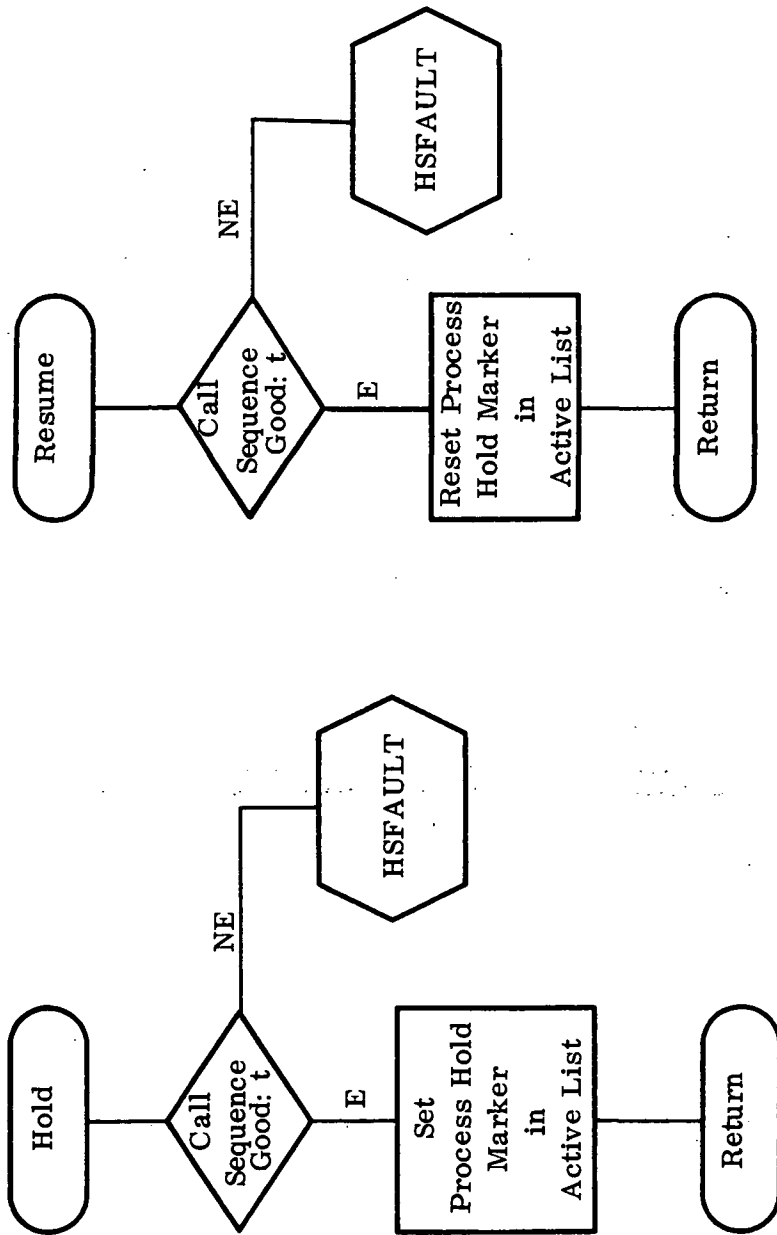 Hold
Call
Sequence
Good: t
NE
HSFAULT
E
Set
Process Hold
Marker
in
Active List
Return
Resume
Call
Sequence
Good: t
NE
HSFAULT
E
Reset Process
Hold Marker
in
Active List
Return